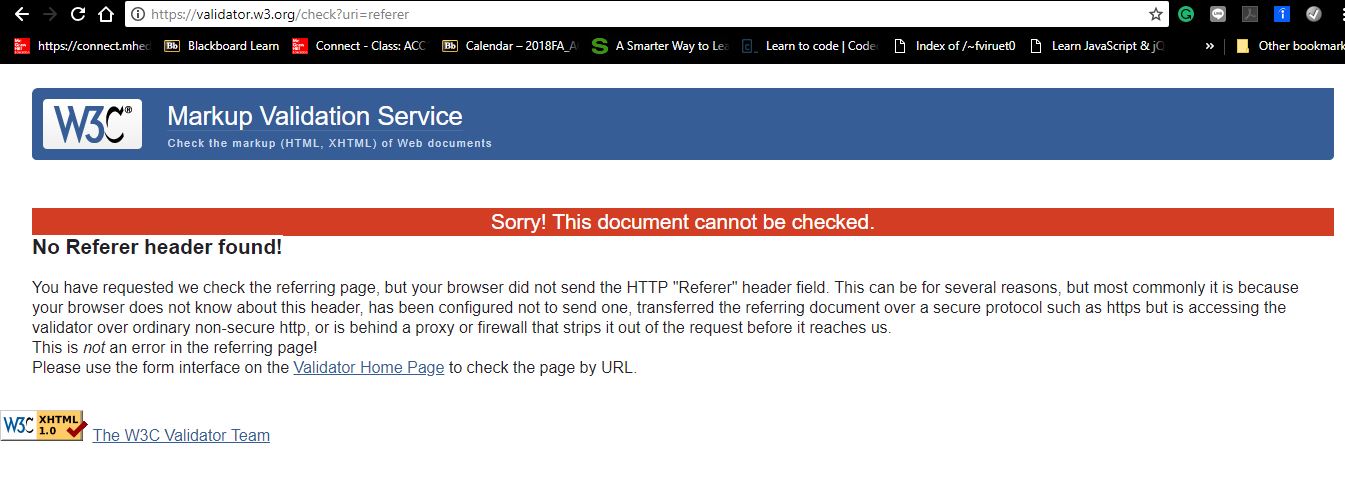 https://validator.w3.org/check?uri=referer
https://connect.mhed Blackboard Learn Connect - Class: ACC Calendar – 2018FA_A A Smarter Way to Lea Learn to code | Code Index of /~fviruet0 Learn JavaScript & jQ » Other bookmark
W3C® Markup Validation Service
Check the markup (HTML, XHTML) of Web documents
Sorry! This document cannot be checked.
No Referer header found!
You have requested we check the referring page, but your browser did not send the HTTP "Referer" header field. This can be for several reasons, but most commonly it is because
your browser does not know about this header, has been configured not to send one, transferred the referring document over a secure protocol such as https but is accessing the
validator over ordinary non-secure http, or is behind a proxy or firewall that strips it out of the request before it reaches us.
This is not an error in the referring page!
Please use the form interface on the Validator Home Page to check the page by URL.
W3C XHTML 1.0 The W3C Validator Team